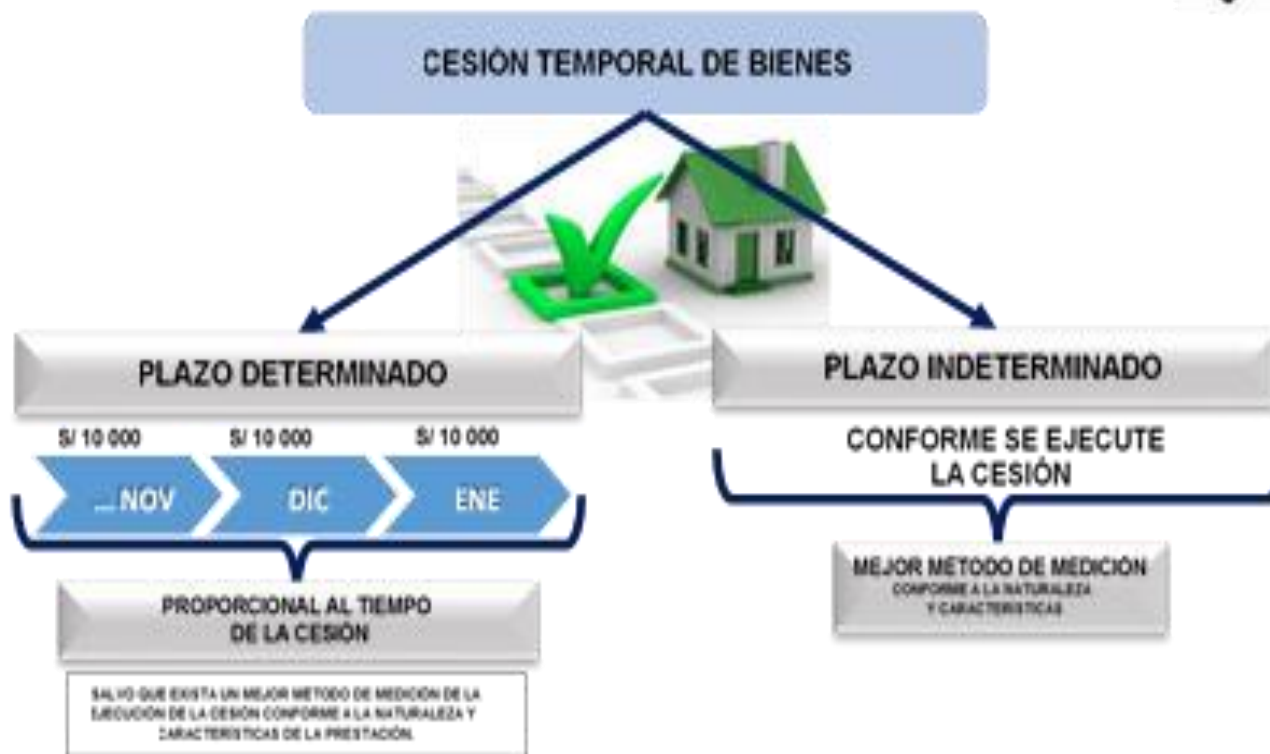 CESIÓN TEMPORAL DE BIENES
PLAZO DETERMINADO
S/ 10 000 S/ 10 000 S/ 10 000
... NOV DIC ENE
PROPORCIONAL AL TIEMPO
DE LA CESIÓN
SALVO QUE EXISTA UN MEJOR MÉTODO DE MEDICIÓN DE LA
EJECUCIÓN DE LA CESIÓN CONFORME A LA NATURALEZA Y
CARACTERÍSTICAS DE LA PRESTACIÓN.
PLAZO INDETERMINADO
CONFORME SE EJECUTE
LA CESIÓN
MEJOR MÉTODO DE MEDICIÓN
CONFORME A LA NATURALEZA
Y CARACTERÍSTICAS